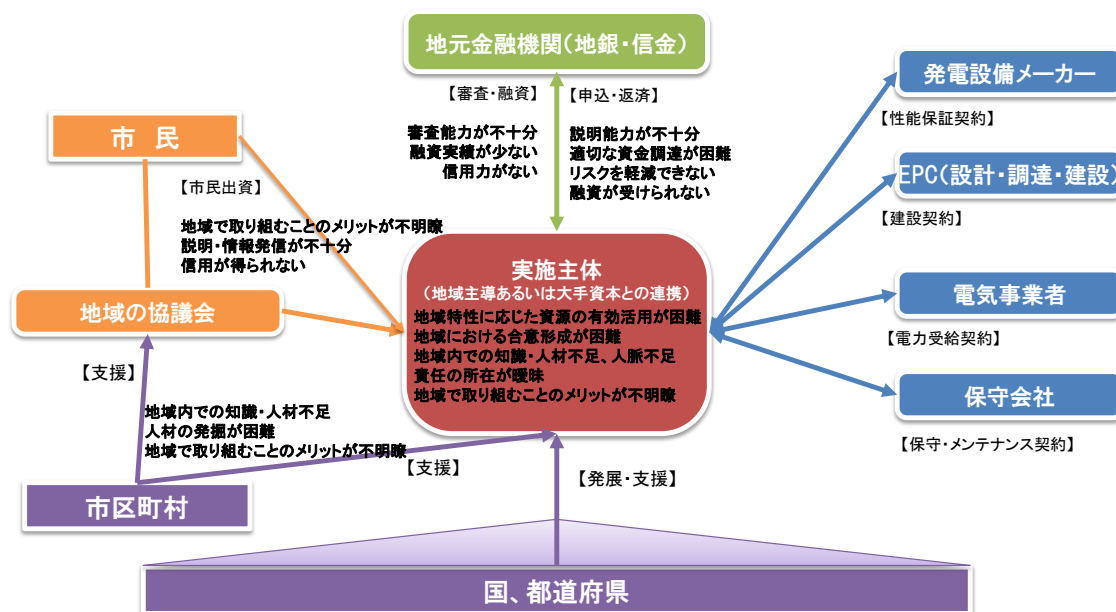 地元金融機関(地銀・信金)
【審査・融資】
【申込・返済】
審査能力が不十分
融資実績が少ない
信用力がない
説明能力が不十分
適切な資金調達が困難
リスクを軽減できない
融資が受けられない
市 民
【市民出資】
地域で取り組むことのメリットが不明瞭
説明・情報発信が不十分
信用が得られない
地域の協議会
【支援】
地域内での知識・人材不足
人材の発掘が困難
地域で取り組むことのメリットが不明瞭
【支援】
市区町村
実施主体
(地域主導あるいは大手資本との連携)
地域特性に応じた資源の有効活用が困難
地域における合意形成が困難
地域内での知識・人材不足、人脈不足
責任の所在が曖昧
地域で取り組むことのメリットが不明瞭
【発展・支援】
国、都道府県
発電設備メーカー
【性能保証契約】
EPC(設計・調達・建設)
【建設契約】
電気事業者
【電力受給契約】
保守会社
【保守・メンテナンス契約】